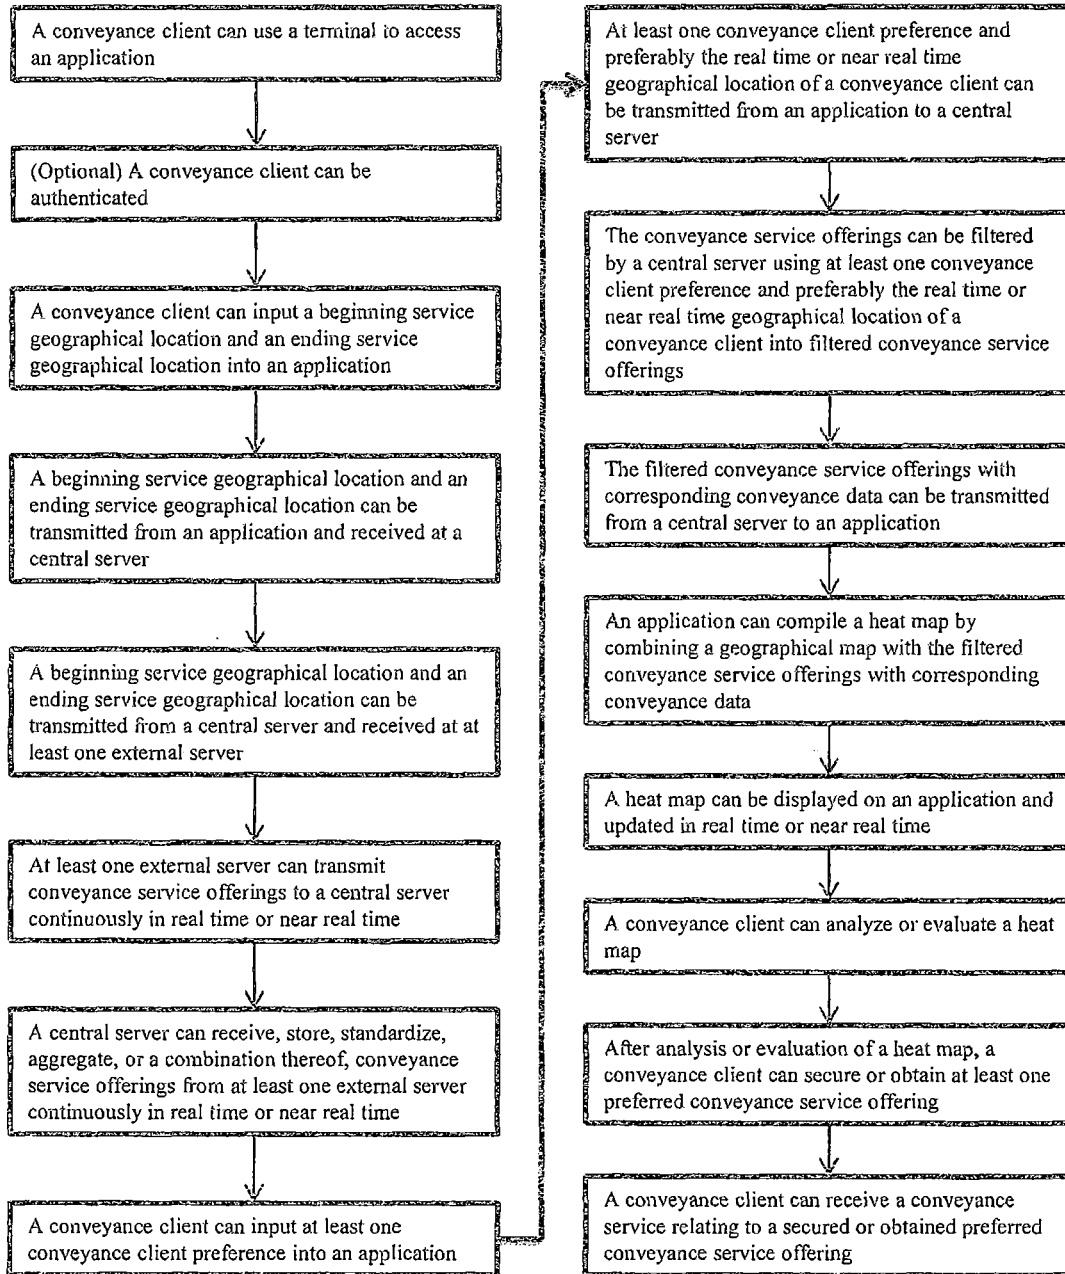 A conveyance client can use a terminal to access
an application
(Optional) A conveyance client can be
authenticated
A conveyance client can input a beginning service
geographical location and an ending service
geographical location into an application
A beginning service geographical location and an
ending service geographical location can be
transmitted from an application and received at a
central server
A beginning service geographical location and an
ending service geographical location can be
transmitted from a central server and received at at
least one external server
At least one external server can transmit
conveyance service offerings to a central server
continuously in real time or near real time
A central server can receive, store, standardize,
aggregate, or a combination thereof, conveyance
service offerings from at least one external server
continuously in real time or near real time
A conveyance client can input at least one
conveyance client preference into an application
At least one conveyance client preference and
preferably the real time or near real time
geographical location of a conveyance client can
be transmitted from an application to a central
server
The conveyance service offerings can be filtered
by a central server using at least one conveyance
client preference and preferably the real time or
near real time geographical location of a
conveyance client into filtered conveyance service
offerings
The filtered conveyance service offerings with
corresponding conveyance data can be transmitted
from a central server to an application
An application can compile a heat map by
combining a geographical map with the filtered
conveyance service offerings with corresponding
conveyance data
A heat map can be displayed on an application and
updated in real time or near real time
A conveyance client can analyze or evaluate a heat
map
After analysis or evaluation of a heat map, a
conveyance client can secure or obtain at least one
preferred conveyance service offering
A conveyance client can receive a conveyance
service relating to a secured or obtained preferred
conveyance service offering